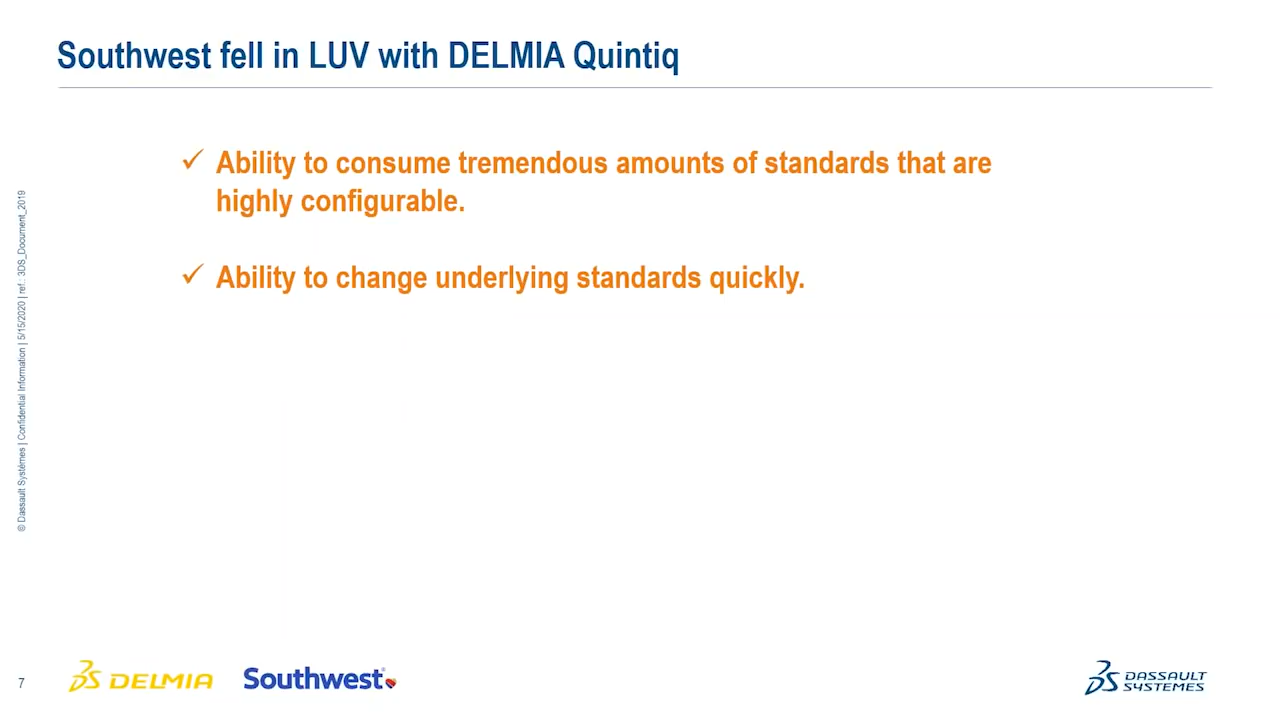 Southwest fell in LUV with DELMIA Quintiq
✓ Ability to consume tremendous amounts of standards that are
highly configurable.
✓ Ability to change underlying standards quickly.
© Dassault Systèmes | Confidential Information | 5/15/2020 | ref.: 3DS_Document_2019
7
DELMIA
Southwest®
DASSAULT
SYSTEMES